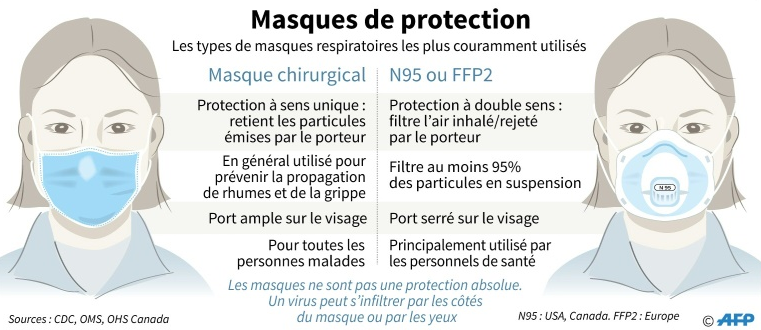 Masques de protection
Les types de masques respiratoires les plus couramment utilisés
Masque chirurgical
Protection à sens unique :
retient les particules
émises par le porteur
En général utilisé pour
prévenir la propagation
de rhumes et de la grippe
Port ample sur le visage
Pour toutes les
personnes malades
N95 ou FFP2
Protection à double sens :
filtre l'air inhalé/rejeté
par le porteur
Filtre au moins 95%
des particules en suspension
Port serré sur le visage
Principalement utilisé par
les personnels de santé
N 95
Les masques ne sont pas une protection absolue.
Un virus peut s'infiltrer par les côtés
du masque ou par les yeux
Sources : CDC, OMS, OHS Canada
N95 : USA, Canada. FFP2 : Europe
© AFP